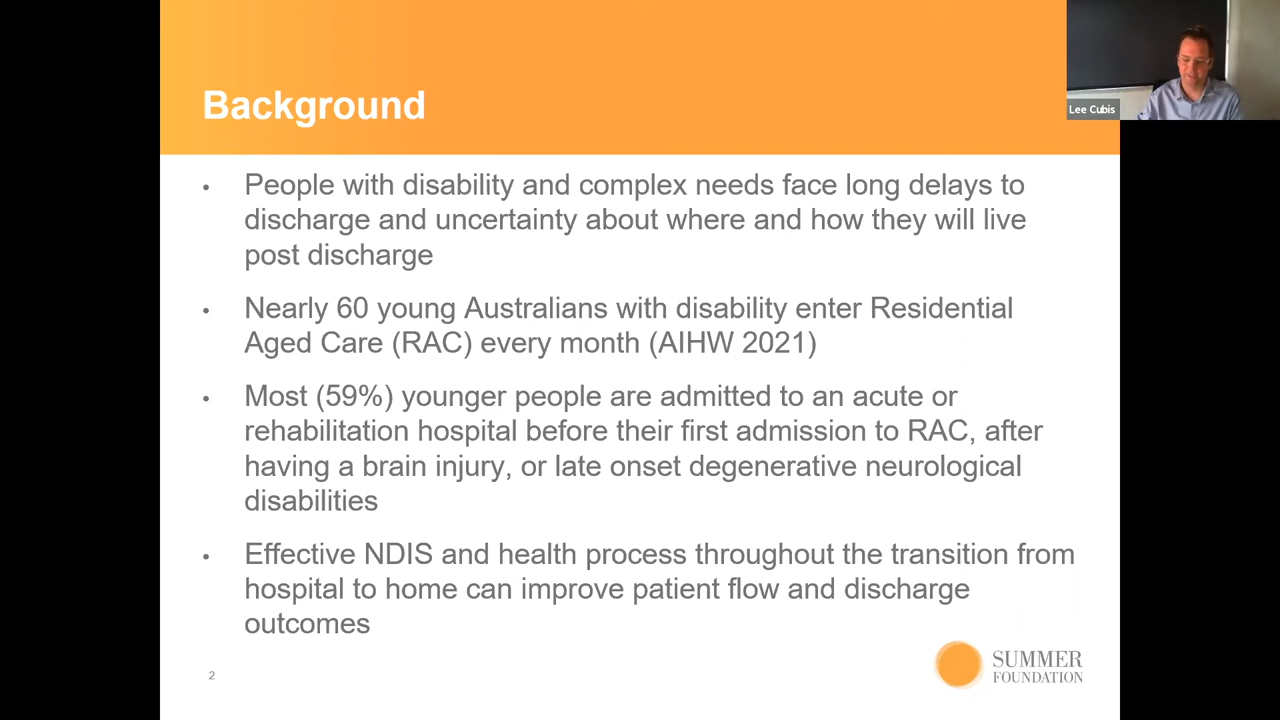 Background
Lee Cubis
• People with disability and complex needs face long delays to
discharge and uncertainty about where and how they will live
post discharge
• Nearly 60 young Australians with disability enter Residential
Aged Care (RAC) every month (AIHW 2021)
• Most (59%) younger people are admitted to an acute or
rehabilitation hospital before their first admission to RAC, after
having a brain injury, or late onset degenerative neurological
disabilities
• Effective NDIS and health process throughout the transition from
hospital to home can improve patient flow and discharge
outcomes
2
SUMMER
FOUNDATION